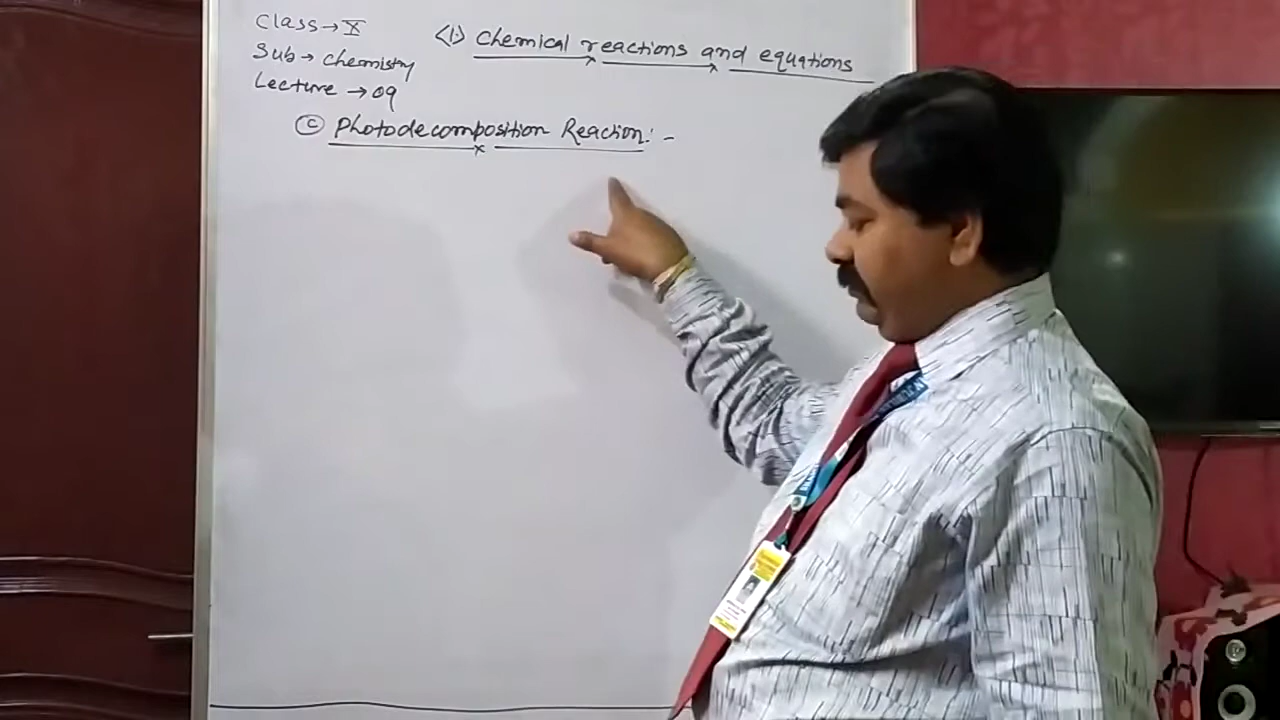 Class → X
Sub → chemistry
Lecture → 09
<1.> Chemical reactions and equations
(c) Photodecomposition Reaction: -